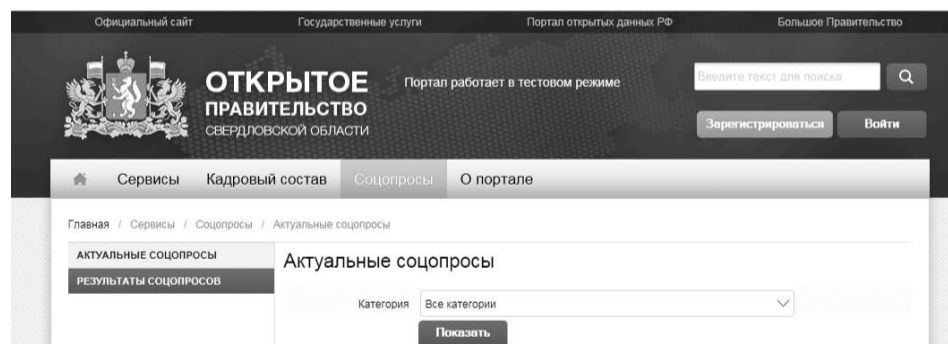 Официальный сайт Государственные услуги Портал открытых данных РФ Большое Правительство
ОТКРЫТОЕ
ПРАВИТЕЛЬСТВО
СВЕРДЛОВСКОЙ ОБЛАСТИ
Портал работает в тестовом режиме
Введите текст для поиска
Зарегистрироваться Войти
Сервисы Кадровый состав Соцопросы О портале
Главная / Сервисы / Соцопросы / Актуальные соцопросы
АКТУАЛЬНЫЕ СОЦОПРОСЫ
РЕЗУЛЬТАТЫ СОЦОПРОСОВ
Актуальные соцопросы
Категория Все категории
Показать